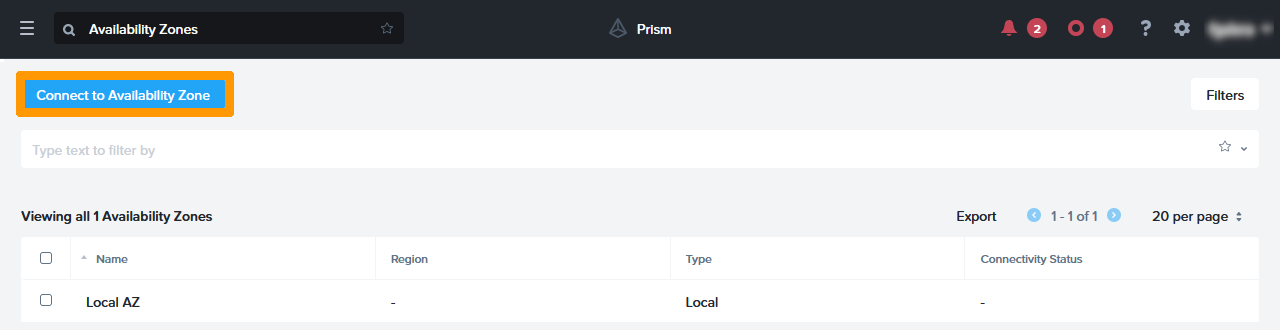 Availability Zones
Prism
2
1
?
Connect to Availability Zone
Filters
Type text to filter by
Viewing all 1 Availability Zones
Export
1 - 1 of 1
20 per page
Name Region Type Connectivity Status
Local AZ - Local -